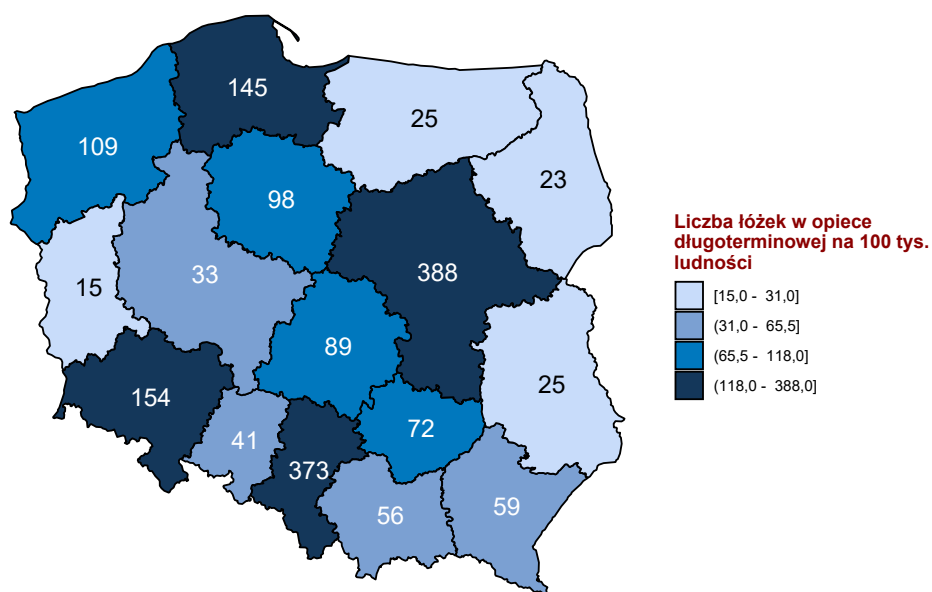 145
25
109
23
98
388
33
15
89
25
154
72
41
373
59
56
Liczba łóżek w opiece
długoterminowej na 100 tys.
ludności
[15,0 - 31,0]
(31,0 - 65,5]
(65,5 - 118,0]
(118,0 - 388,0]